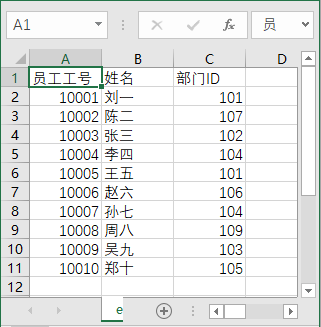 A1 fx 员
A B C D
1 员工工号 姓名 部门ID
2 10001 刘一 101
3 10002 陈二 107
4 10003 张三 102
5 10004 李四 104
6 10005 王五 101
7 10006 赵六 106
8 10007 孙七 104
9 10008 周八 109
10 10009 吴九 103
11 10010 郑十 105
12
e